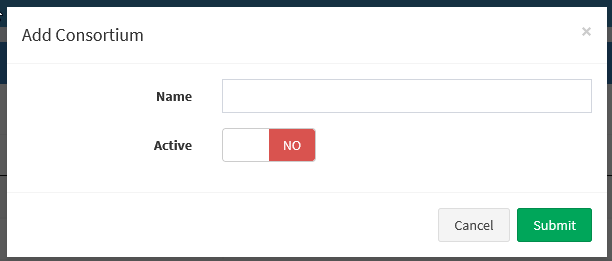 Add Consortium
×
Name
Active
NO
Cancel
Submit